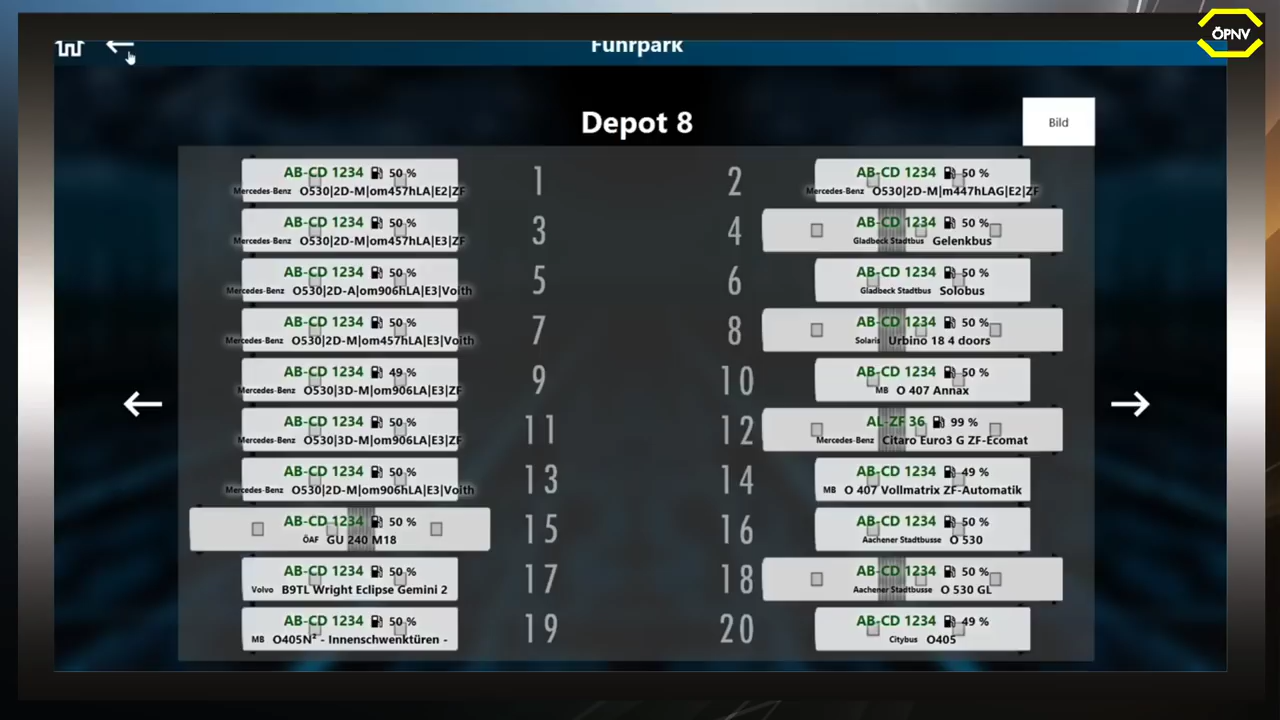 ÖPNV
Fuhrpark
Depot 8
Bild
AB-CD 1234 50 %
Mercedes-Benz O530|2D-M|om457hLA|E2|ZF
1
2
AB-CD 1234 50 %
Mercedes-Benz O530|2D-M|m447hLAG|E2|ZF
AB-CD 1234 50 %
Mercedes-Benz O530|2D-M|om457hLA|E3|ZF
3
4
AB-CD 1234 50 %
Gladbeck Stadtbus Gelenkbus
AB-CD 1234 50 %
Mercedes-Benz O530|2D-A|om906hLA|E3|Voith
5
6
AB-CD 1234 50 %
Gladbeck Stadtbus Solobus
AB-CD 1234 50 %
Mercedes-Benz O530|2D-M|om457hLA|E3|Voith
7
8
AB-CD 1234 50 %
Solaris Urbino 18 4 doors
AB-CD 1234 49 %
Mercedes-Benz O530|3D-M|om906LA|E3|ZF
9
10
AB-CD 1234 50 %
MB O 407 Annax
AB-CD 1234 50 %
Mercedes-Benz O530|3D-M|om906LA|E3|ZF
11
12
AL-ZF 36 99 %
Mercedes-Benz Citaro Euro3 G ZF-Ecomat
AB-CD 1234 50 %
Mercedes-Benz O530|2D-M|om906hLA|E3|Voith
13
14
AB-CD 1234 49 %
MB O 407 Vollmatrix ZF-Automatik
AB-CD 1234 50 %
ÖAF GU 240 M18
15
16
AB-CD 1234 50 %
Aachener Stadtbusse O 530
AB-CD 1234 50 %
Volvo B9TL Wright Eclipse Gemini 2
17
18
AB-CD 1234 50 %
Aachener Stadtbusse O 530 GL
AB-CD 1234 50 %
MB O405N² - Innenschwenktüren -
19
20
AB-CD 1234 49 %
Citybus O405